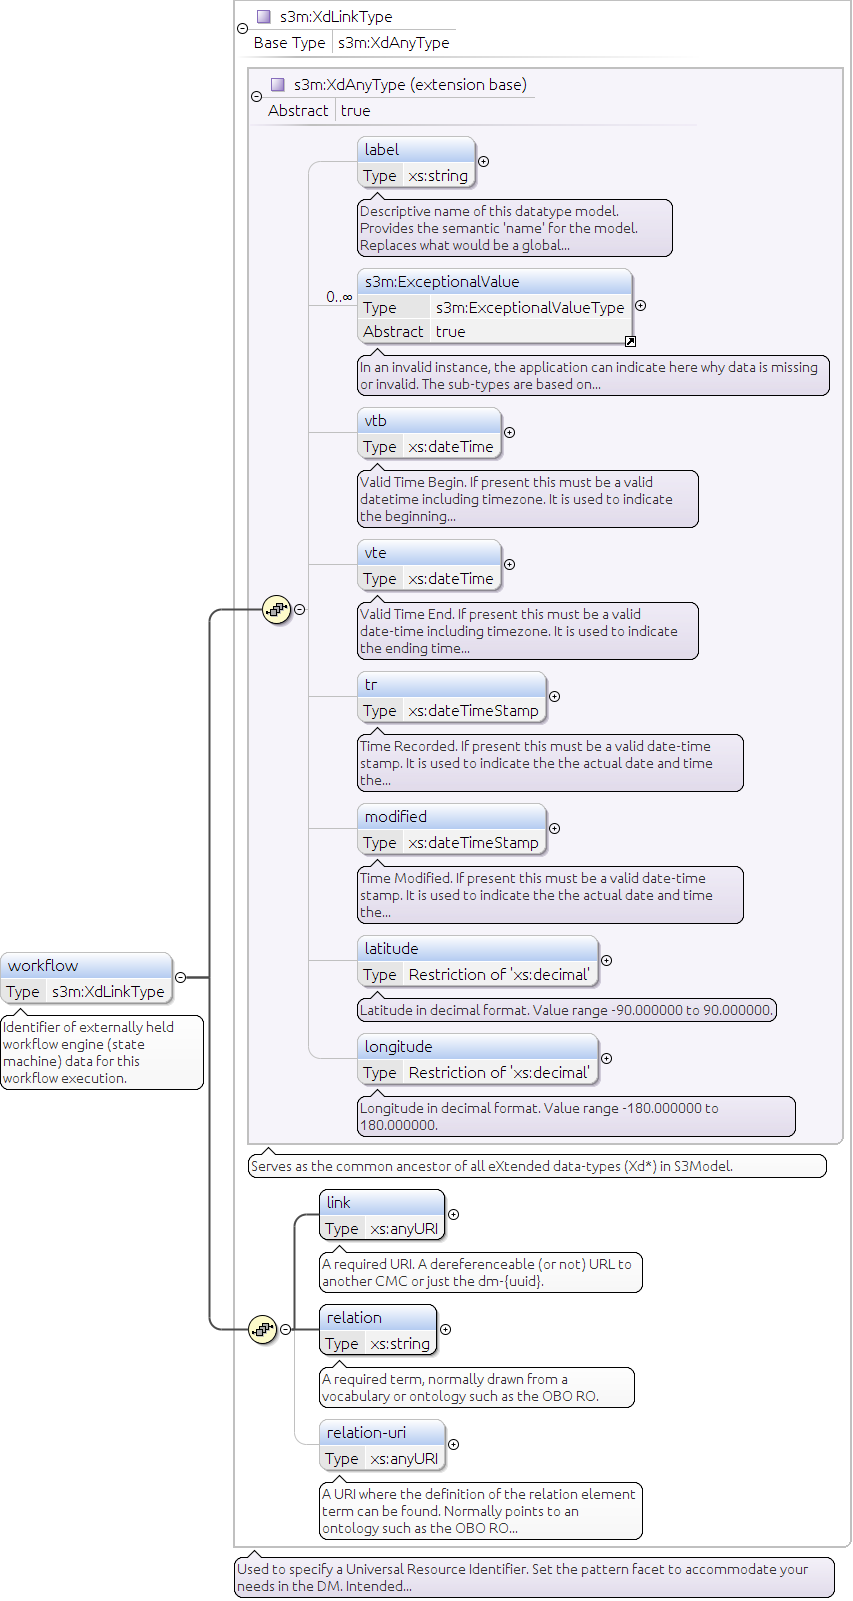 s3m:XdLinkType
Base Type s3m:XdAnyType
s3m:XdAnyType (extension base)
Abstract true
label
Type xs:string
Descriptive name of this datatype model.
Provides the semantic 'name' for the model.
Replaces what would be a global...
s3m:ExceptionalValue
0..∞
Type s3m:ExceptionalValueType
Abstract true
In an invalid instance, the application can indicate here why data is missing
or invalid. The sub-types are based on...
vtb
Type xs:dateTime
Valid Time Begin. If present this must be a valid
datetime including timezone. It is used to indicate
the beginning...
vte
Type xs:dateTime
Valid Time End. If present this must be a valid
date-time including timezone. It is used to indicate
the ending time...
tr
Type xs:dateTimeStamp
Time Recorded. If present this must be a valid date-time
stamp. It is used to indicate the the actual date and time
the...
modified
Type xs:dateTimeStamp
Time Modified. If present this must be a valid date-time
stamp. It is used to indicate the the actual date and time
the...
latitude
Type Restriction of 'xs:decimal'
Latitude in decimal format. Value range -90.000000 to 90.000000.
workflow
Type s3m:XdLinkType
Identifier of externally held
workflow engine (state
machine) data for this
workflow execution.
longitude
Type Restriction of 'xs:decimal'
Longitude in decimal format. Value range -180.000000 to
180.000000.
Serves as the common ancestor of all eXtended data-types (Xd*) in S3Model.
link
Type xs:anyURI
A required URI. A dereferenceable (or not) URL to
another CMC or just the dm-{uuid}.
relation
Type xs:string
A required term, normally drawn from a
vocabulary or ontology such as the OBO RO.
relation-uri
Type xs:anyURI
A URI where the definition of the relation element
term can be found. Normally points to an
ontology such as the OBO RO...
Used to specify a Universal Resource Identifier. Set the pattern facet to accommodate your
needs in the DM. Intended...